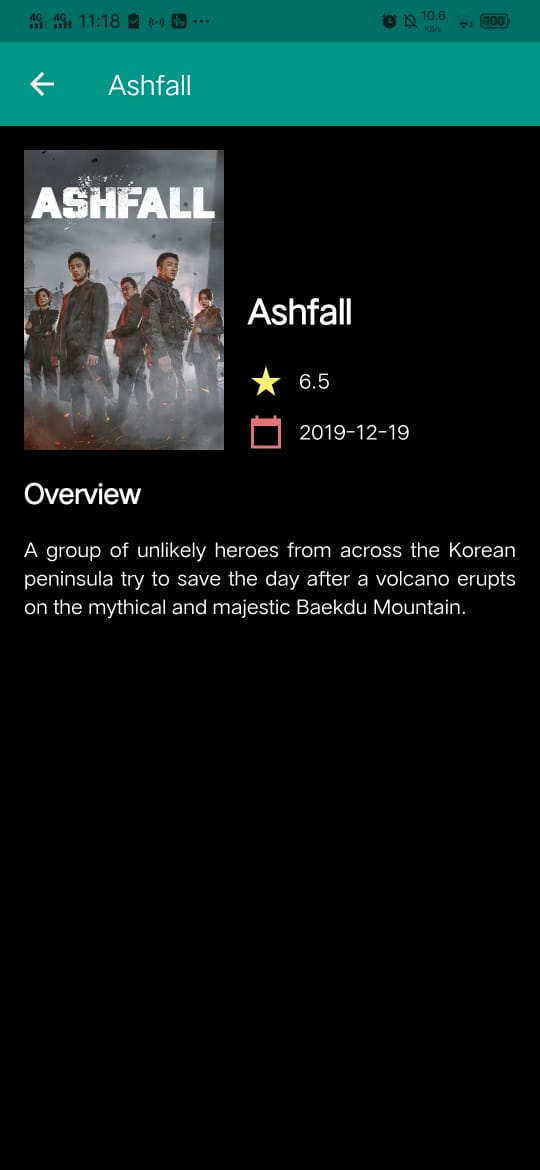 4G 4G 11:18 10.6 KB/s 100
Ashfall
ASHFALL
Ashfall
6.5
2019-12-19
Overview
A group of unlikely heroes from across the Korean
peninsula try to save the day after a volcano erupts
on the mythical and majestic Baekdu Mountain.